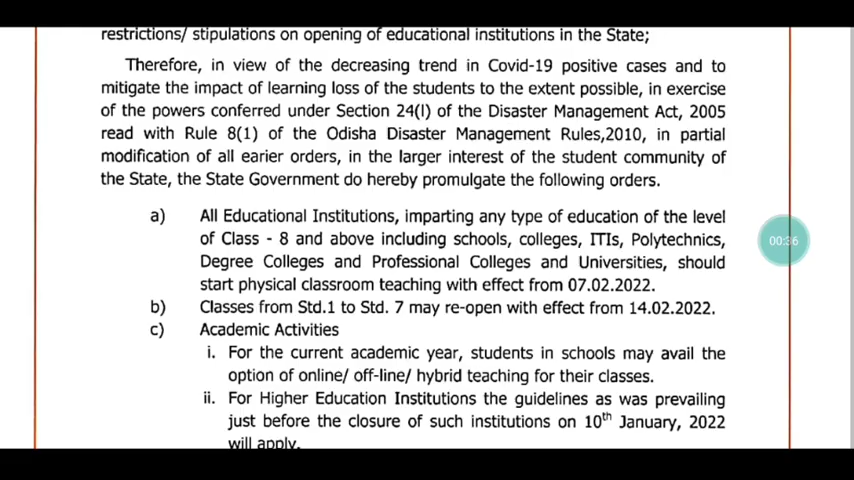 restrictions/ stipulations on opening of educational institutions in the State;
Therefore, in view of the decreasing trend in Covid-19 positive cases and to
mitigate the impact of learning loss of the students to the extent possible, in exercise
of the powers conferred under Section 24(l) of the Disaster Management Act, 2005
read with Rule 8(1) of the Odisha Disaster Management Rules,2010, in partial
modification of all earier orders, in the larger interest of the student community of
the State, the State Government do hereby promulgate the following orders.
a) All Educational Institutions, imparting any type of education of the level
of Class - 8 and above including schools, colleges, ITIs, Polytechnics,
Degree Colleges and Professional Colleges and Universities, should
start physical classroom teaching with effect from 07.02.2022.
b) Classes from Std.1 to Std. 7 may re-open with effect from 14.02.2022.
c) Academic Activities
i. For the current academic year, students in schools may avail the
option of online/ off-line/ hybrid teaching for their classes.
ii. For Higher Education Institutions the guidelines as was prevailing
just before the closure of such institutions on 10th January, 2022
will apply.
00:36